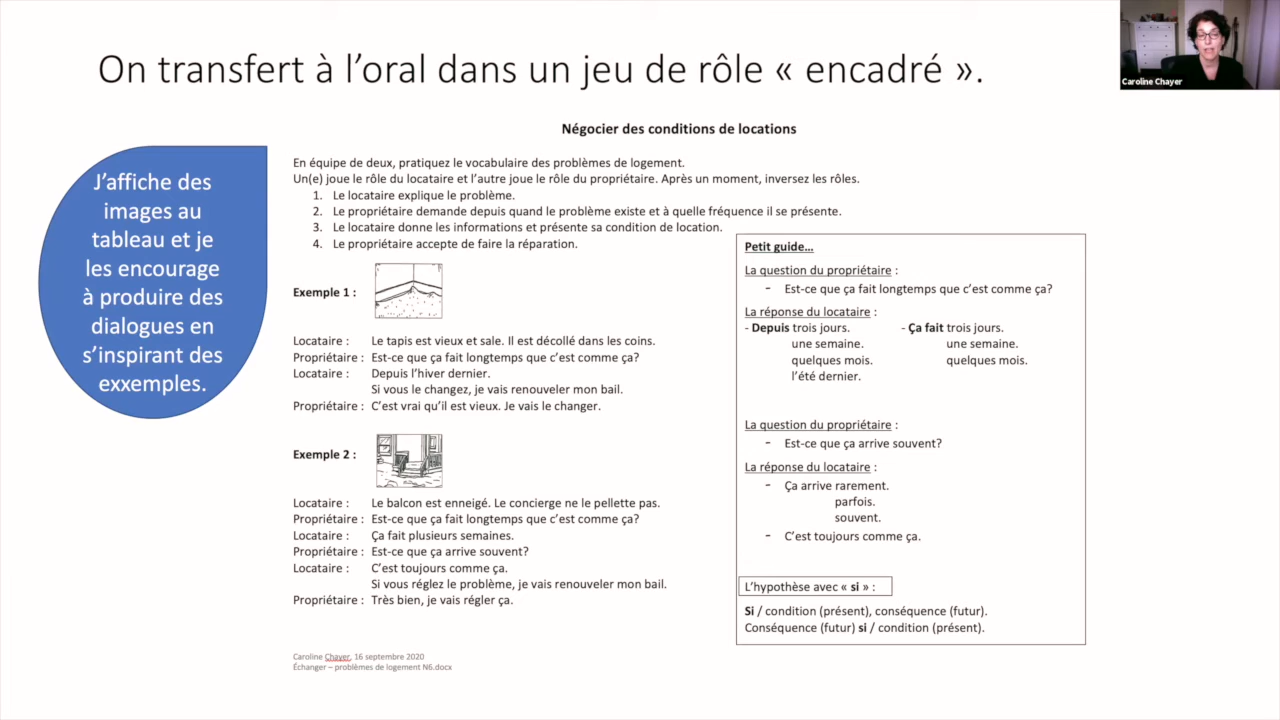 On transfert à l’oral dans un jeu de rôle « encadré ».
Caroline Chayer
J’affiche des
images au
tableau et je
les encourage
à produire des
dialogues en
s’inspirant des
exxemples.
Négocier des conditions de locations
En équipe de deux, pratiquez le vocabulaire des problèmes de logement.
Un(e) joue le rôle du locataire et l’autre joue le rôle du propriétaire. Après un moment, inversez les rôles.
1. Le locataire explique le problème.
2. Le propriétaire demande depuis quand le problème existe et à quelle fréquence il se présente.
3. Le locataire donne les informations et présente sa condition de location.
4. Le propriétaire accepte de faire la réparation.
Exemple 1 :
Locataire : Le tapis est vieux et sale. Il est décollé dans les coins.
Propriétaire : Est-ce que ça fait longtemps que c’est comme ça?
Locataire : Depuis l’hiver dernier.
Si vous le changez, je vais renouveler mon bail.
Propriétaire : C’est vrai qu’il est vieux. Je vais le changer.
Exemple 2 :
Locataire : Le balcon est enneigé. Le concierge ne le pellette pas.
Propriétaire : Est-ce que ça fait longtemps que c’est comme ça?
Locataire : Ça fait plusieurs semaines.
Propriétaire : Est-ce que ça arrive souvent?
Locataire : C’est toujours comme ça.
Si vous réglez le problème, je vais renouveler mon bail.
Propriétaire : Très bien, je vais régler ça.
Petit guide…
La question du propriétaire :
- Est-ce que ça fait longtemps que c’est comme ça?
La réponse du locataire :
- Depuis trois jours. - Ça fait trois jours.
une semaine. une semaine.
quelques mois. quelques mois.
l’été dernier.
La question du propriétaire :
- Est-ce que ça arrive souvent?
La réponse du locataire :
- Ça arrive rarement.
parfois.
souvent.
- C’est toujours comme ça.
L’hypothèse avec « si » :
Si / condition (présent), conséquence (futur).
Conséquence (futur) si / condition (présent).
Caroline Chayer, 16 septembre 2020
Échanger – problèmes de logement N6.docx